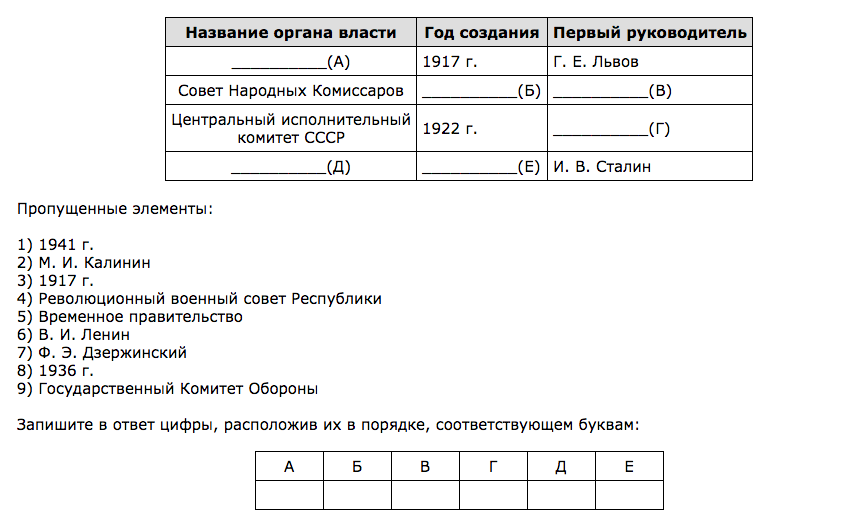 Название органа власти Год создания Первый руководитель
__________(А) 1917 г. Г. Е. Львов
Совет Народных Комиссаров __________(Б) __________(В)
Центральный исполнительный
комитет СССР 1922 г. __________(Г)
__________(Д) __________(Е) И. В. Сталин
Пропущенные элементы:
1) 1941 г.
2) М. И. Калинин
3) 1917 г.
4) Революционный военный совет Республики
5) Временное правительство
6) В. И. Ленин
7) Ф. Э. Дзержинский
8) 1936 г.
9) Государственный Комитет Обороны
Запишите в ответ цифры, расположив их в порядке, соответствующем буквам:
А Б В Г Д Е